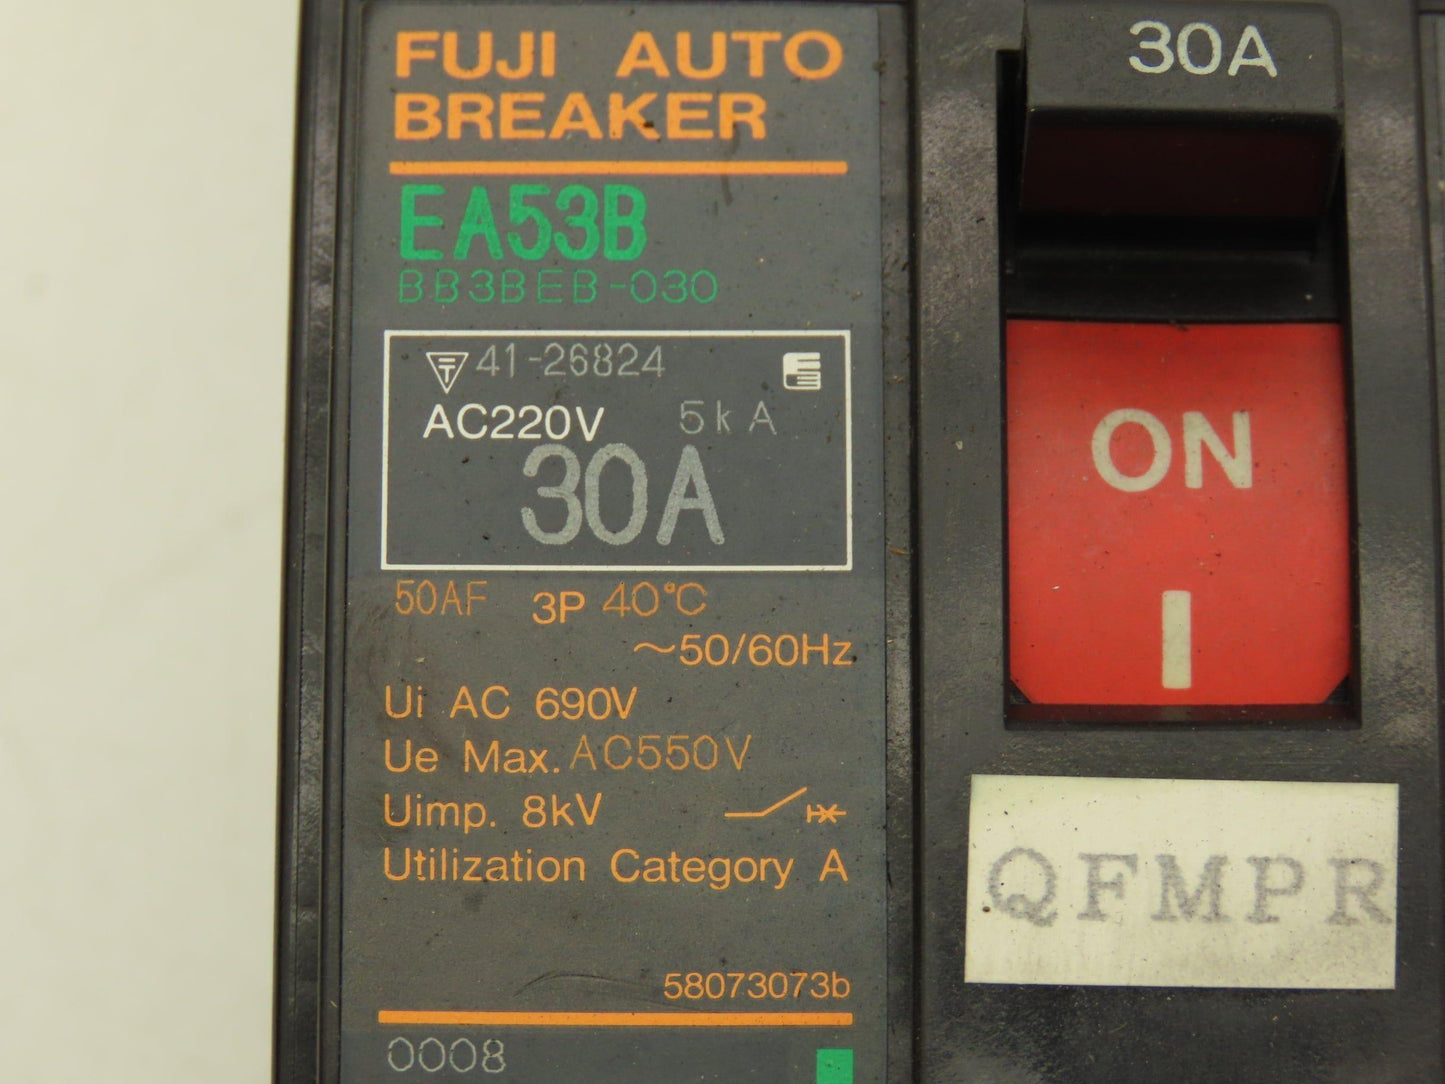 FUJI AUTO
BREAKER
EA53B
BB3BEB-030
41-26824
AC220V 5kA
30A
50AF 3P 40°C
~50/60Hz
Ui AC 690V
Ue Max. AC550V
Uimp. 8kV
Utilization Category A
58073073b
0008
30A
ON
I
QFMPR